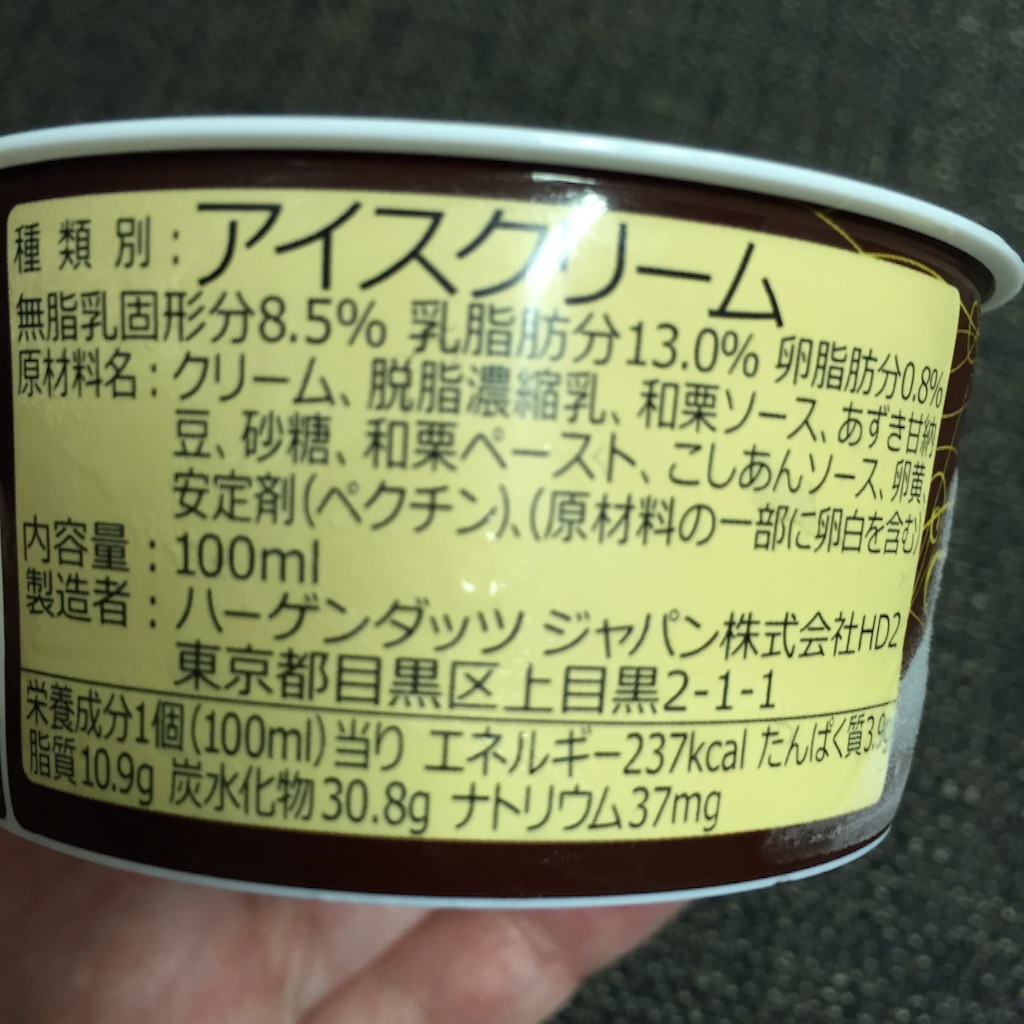 種類別：アイスクリーム
無脂乳固形分8.5% 乳脂肪分13.0% 卵脂肪分0.8%
原材料名：クリーム、脱脂濃縮乳、和栗ソース、あずき甘納
豆、砂糖、和栗ペースト、こしあんソース、卵黄、
安定剤(ペクチン)、(原材料の一部に卵白を含む)
内容量：100ml
製造者：ハーゲンダッツ ジャパン株式会社HD2
東京都目黒区上目黒2-1-1
栄養成分1個(100ml)当り エネルギー237kcal たんぱく質3.9g
脂質10.9g 炭水化物30.8g ナトリウム37mg